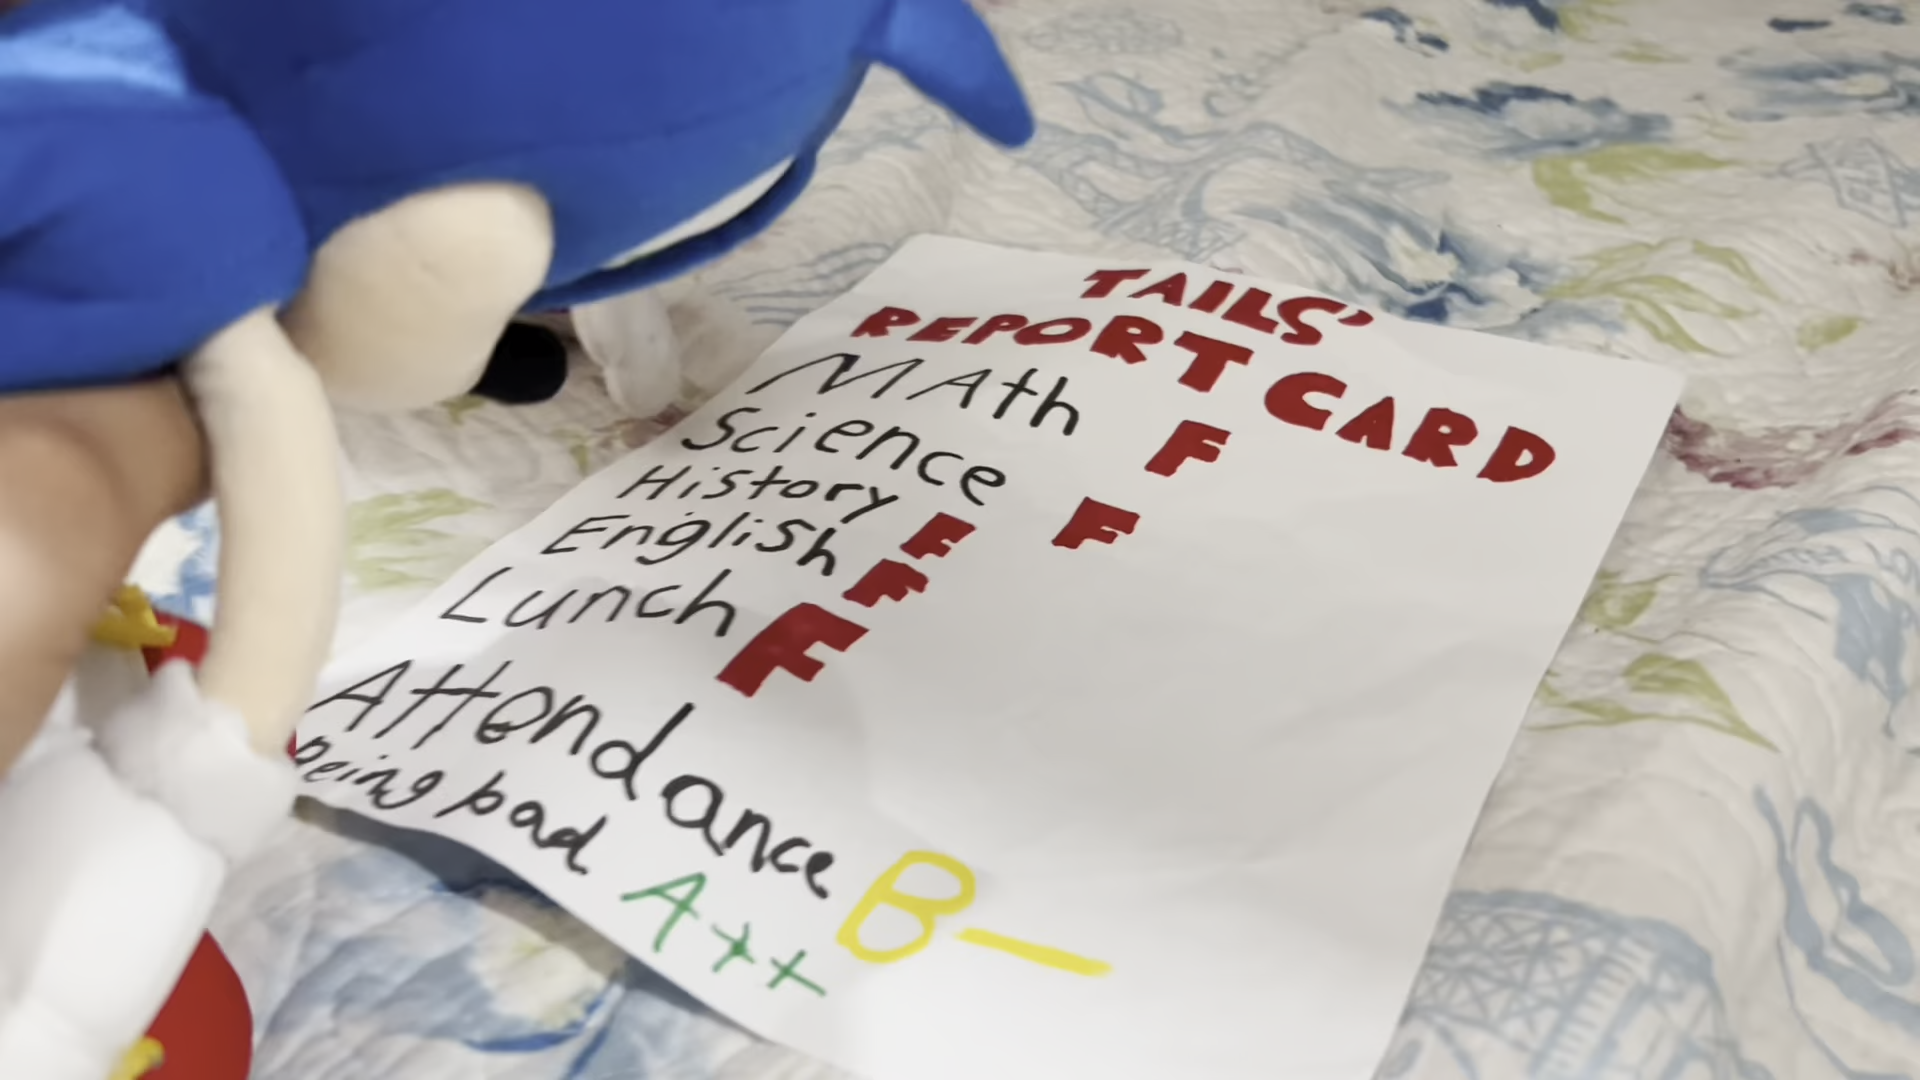 TAILS'
REPORT CARD
MAth F
Science F
History F
English F
Lunch F
Attendance B-
Being bad A++